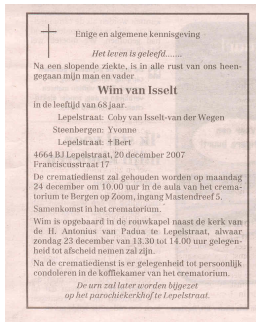 Enige en algemene kennisgeving
Het leven is geleefd.......
Na een slopende ziekte, is in alle rust van ons heen-
gegaan mijn man en vader
Wim van Isselt
in de leeftijd van 68 jaar.
Lepelstraat: Coby van Isselt-van der Wegen
Steenbergen: Yvonne
Lepelstraat: †Bert
4664 BJ Lepelstraat, 20 december 2007
Franciscusstraat 17
De crematiedienst zal gehouden worden op maandag
24 december om 10.00 uur in de aula van het crema-
torium te Bergen op Zoom, ingang Mastendreef 5.
Samenkomst in het crematorium.
Wim is opgebaard in de rouwkapel naast de kerk van
de H. Antonius van Padua te Lepelstraat, alwaar
zondag 23 december van 13.30 tot 14.00 uur gelegen-
heid tot afscheid nemen zal zijn.
Na de crematiedienst is er gelegenheid tot persoonlijk
condoleren in de koffiekamer van het crematorium.
De urn zal later worden bijgezet
op het parochiekerkhof te Lepelstraat.